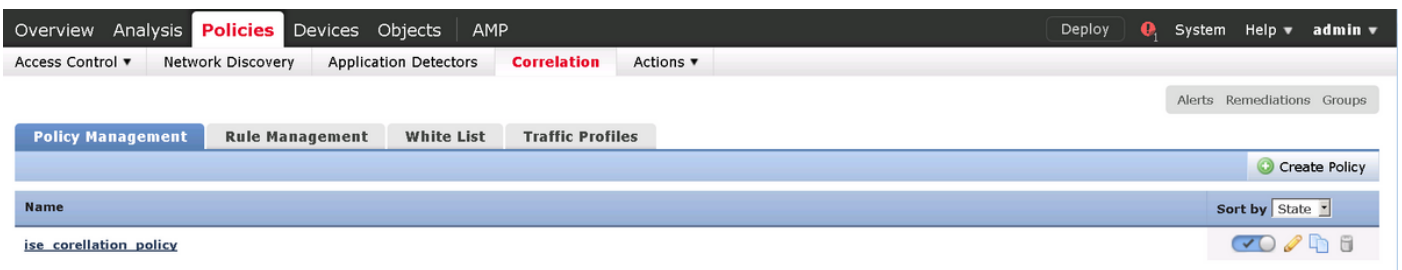 Overview Analysis Policies Devices Objects AMP Deploy 1 System Help ▾ admin ▾
Access Control ▾ Network Discovery Application Detectors Correlation Actions ▾
Alerts Remediations Groups
Policy Management Rule Management White List Traffic Profiles
Create Policy
Name Sort by State
ise_corellation_policy